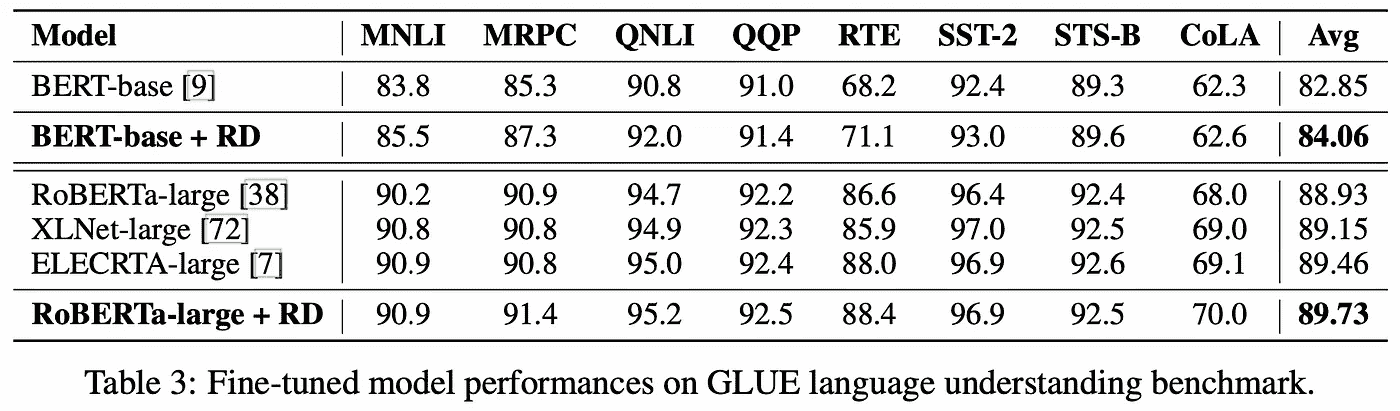 Model MNLI MRPC QNLI QQP RTE SST-2 STS-B CoLA Avg
BERT-base [9] 83.8 85.3 90.8 91.0 68.2 92.4 89.3 62.3 82.85
BERT-base + RD 85.5 87.3 92.0 91.4 71.1 93.0 89.6 62.6 84.06
RoBERTa-large [38] 90.2 90.9 94.7 92.2 86.6 96.4 92.4 68.0 88.93
XLNet-large [72] 90.8 90.8 94.9 92.3 85.9 97.0 92.5 69.0 89.15
ELECRTA-large [7] 90.9 90.8 95.0 92.4 88.0 96.9 92.6 69.1 89.46
RoBERTa-large + RD 90.9 91.4 95.2 92.5 88.4 96.9 92.5 70.0 89.73
Table 3: Fine-tuned model performances on GLUE language understanding benchmark.